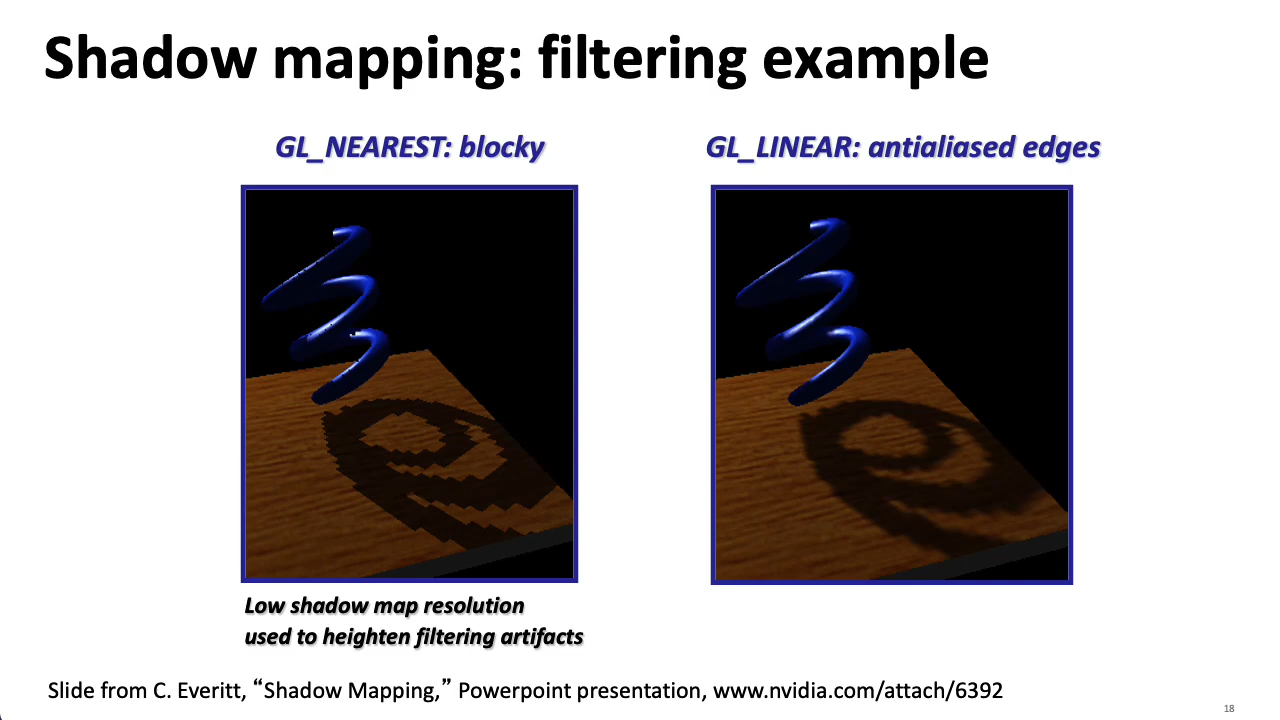 Shadow mapping: filtering example
GL_NEAREST: blocky
GL_LINEAR: antialiased edges
Low shadow map resolution
used to heighten filtering artifacts
Slide from C. Everitt, “Shadow Mapping,” Powerpoint presentation, www.nvidia.com/attach/6392
18